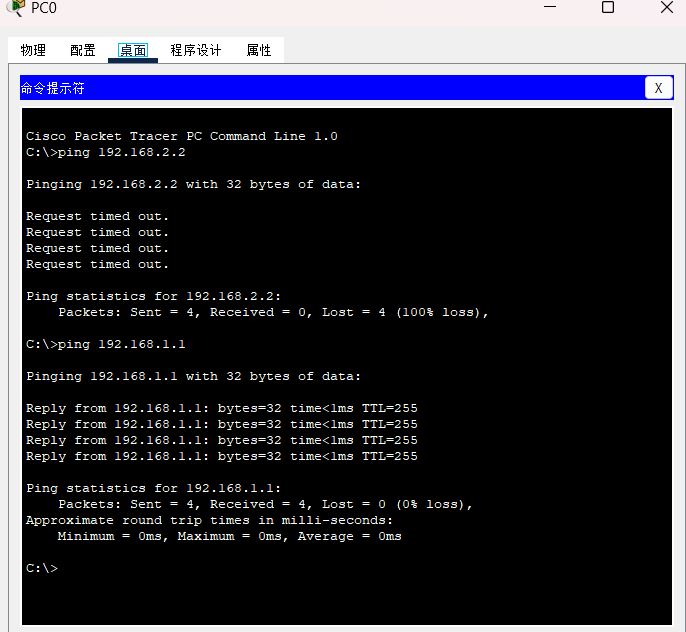 PC0
物理 配置 桌面 程序设计 属性
命令提示符
X
Cisco Packet Tracer PC Command Line 1.0
C:\>ping 192.168.2.2
Pinging 192.168.2.2 with 32 bytes of data:
Request timed out.
Request timed out.
Request timed out.
Request timed out.
Ping statistics for 192.168.2.2:
Packets: Sent = 4, Received = 0, Lost = 4 (100% loss),
C:\>ping 192.168.1.1
Pinging 192.168.1.1 with 32 bytes of data:
Reply from 192.168.1.1: bytes=32 time<1ms TTL=255
Reply from 192.168.1.1: bytes=32 time<1ms TTL=255
Reply from 192.168.1.1: bytes=32 time<1ms TTL=255
Reply from 192.168.1.1: bytes=32 time<1ms TTL=255
Ping statistics for 192.168.1.1:
Packets: Sent = 4, Received = 4, Lost = 0 (0% loss),
Approximate round trip times in milli-seconds:
Minimum = 0ms, Maximum = 0ms, Average = 0ms
C:\>